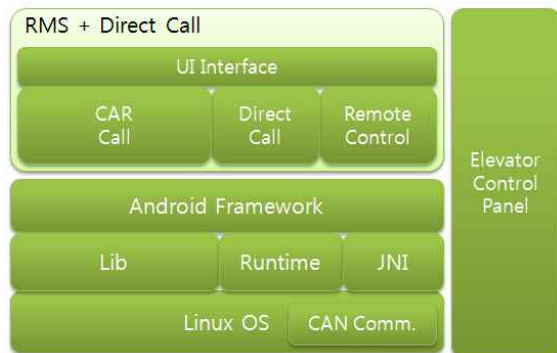 RMS + Direct Call
UI Interface
CAR
Call
Direct
Call
Remote
Control
Android Framework
Lib
Runtime
JNI
Linux OS
CAN Comm.
Elevator
Control
Panel